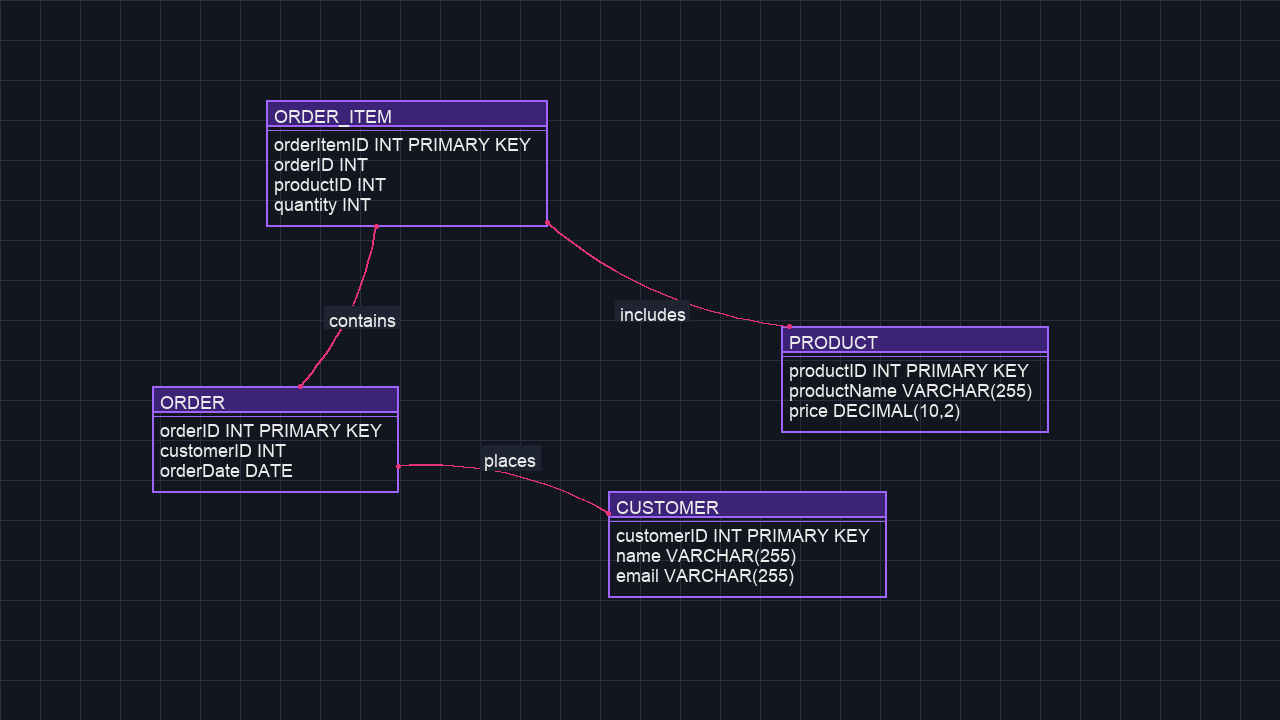 ORDER_ITEM
orderItemID INT PRIMARY KEY
orderID INT
productID INT
quantity INT
contains
includes
PRODUCT
productID INT PRIMARY KEY
productName VARCHAR(255)
price DECIMAL(10,2)
ORDER
orderID INT PRIMARY KEY
customerID INT
orderDate DATE
places
CUSTOMER
customerID INT PRIMARY KEY
name VARCHAR(255)
email VARCHAR(255)